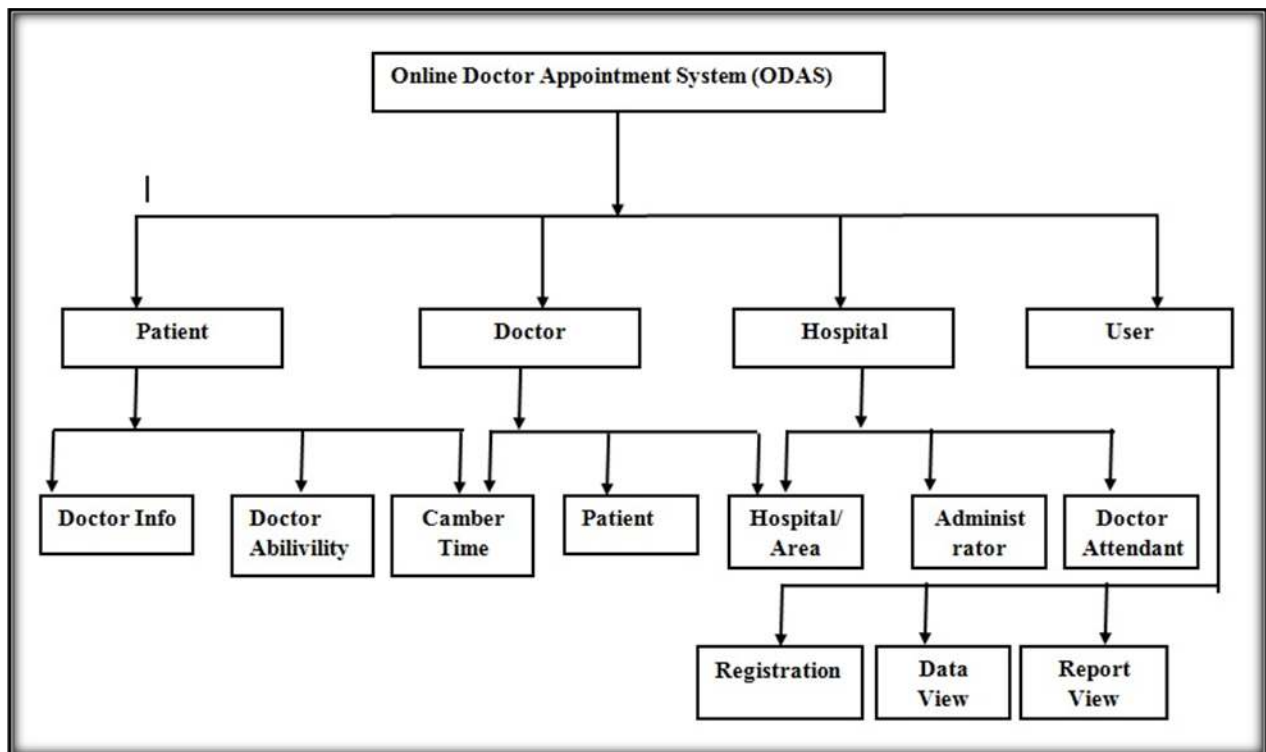 Online Doctor Appointment System (ODAS)
Patient
Doctor
Hospital
User
Doctor Info
Doctor
Abilivility
Camber
Time
Patient
Hospital/
Area
Administ
rator
Doctor
Attendant
Registration
Data
View
Report
View